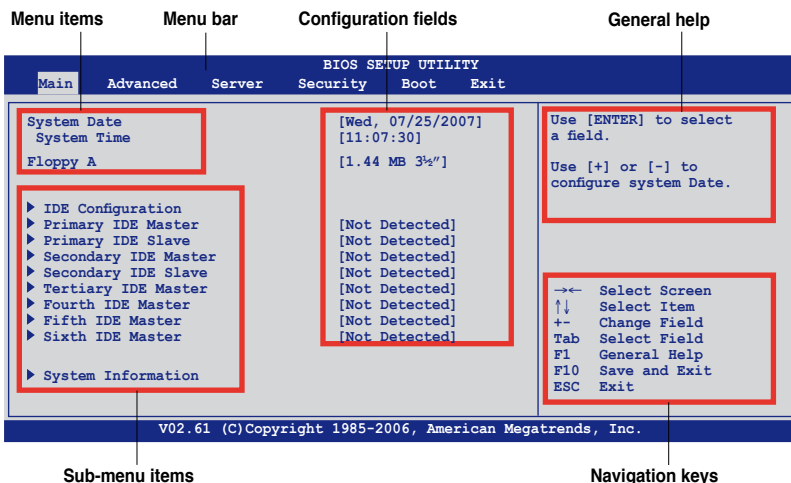 Menu items Menu bar Configuration fields General help
BIOS SETUP UTILITY
Main Advanced Server Security Boot Exit
System Date [Wed, 07/25/2007]
System Time [11:07:30]
Floppy A [1.44 MB 3½"]
IDE Configuration
Primary IDE Master [Not Detected]
Primary IDE Slave [Not Detected]
Secondary IDE Master [Not Detected]
Secondary IDE Slave [Not Detected]
Tertiary IDE Master [Not Detected]
Fourth IDE Master [Not Detected]
Fifth IDE Master [Not Detected]
Sixth IDE Master [Not Detected]
System Information
Use [ENTER] to select
a field.
Use [+] or [-] to
configure system Date.
→← Select Screen
↑↓ Select Item
+- Change Field
Tab Select Field
F1 General Help
F10 Save and Exit
ESC Exit
V02.61 (C)Copyright 1985-2006, American Megatrends, Inc.
Sub-menu items Navigation keys